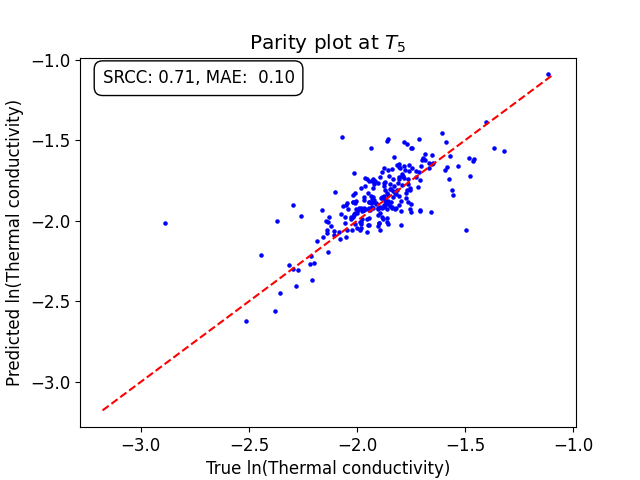 Parity plot at T₅
SRCC: 0.71, MAE:  0.10
Predicted ln(Thermal conductivity)
−1.0
−1.5
−2.0
−2.5
−3.0
−3.0 −2.5 −2.0 −1.5 −1.0
True ln(Thermal conductivity)